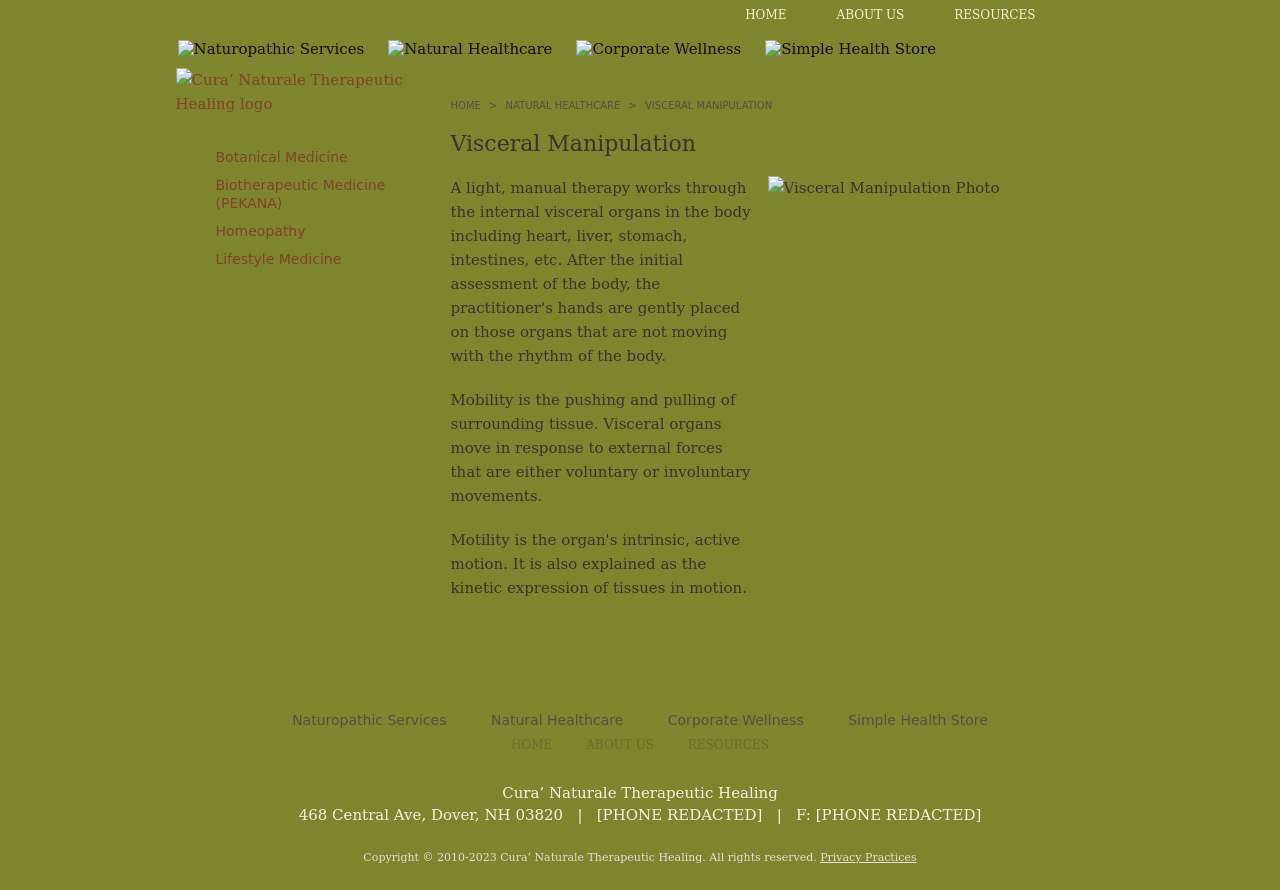 HOME ABOUT US RESOURCES
Naturopathic Services Natural Healthcare Corporate Wellness Simple Health Store
Cura’ Naturale Therapeutic
Healing logo
Botanical Medicine
Biotherapeutic Medicine
(PEKANA)
Homeopathy
Lifestyle Medicine
HOME > NATURAL HEALTHCARE > VISCERAL MANIPULATION
Visceral Manipulation
A light, manual therapy works through
the internal visceral organs in the body
including heart, liver, stomach,
intestines, etc. After the initial
assessment of the body, the
practitioner's hands are gently placed
on those organs that are not moving
with the rhythm of the body.
Visceral Manipulation Photo
Mobility is the pushing and pulling of
surrounding tissue. Visceral organs
move in response to external forces
that are either voluntary or involuntary
movements.
Motility is the organ's intrinsic, active
motion. It is also explained as the
kinetic expression of tissues in motion.
Naturopathic Services Natural Healthcare Corporate Wellness Simple Health Store
HOME ABOUT US RESOURCES
Cura’ Naturale Therapeutic Healing
468 Central Ave, Dover, NH 03820 | [PHONE REDACTED] | F: [PHONE REDACTED]
Copyright © 2010-2023 Cura’ Naturale Therapeutic Healing. All rights reserved. Privacy Practices